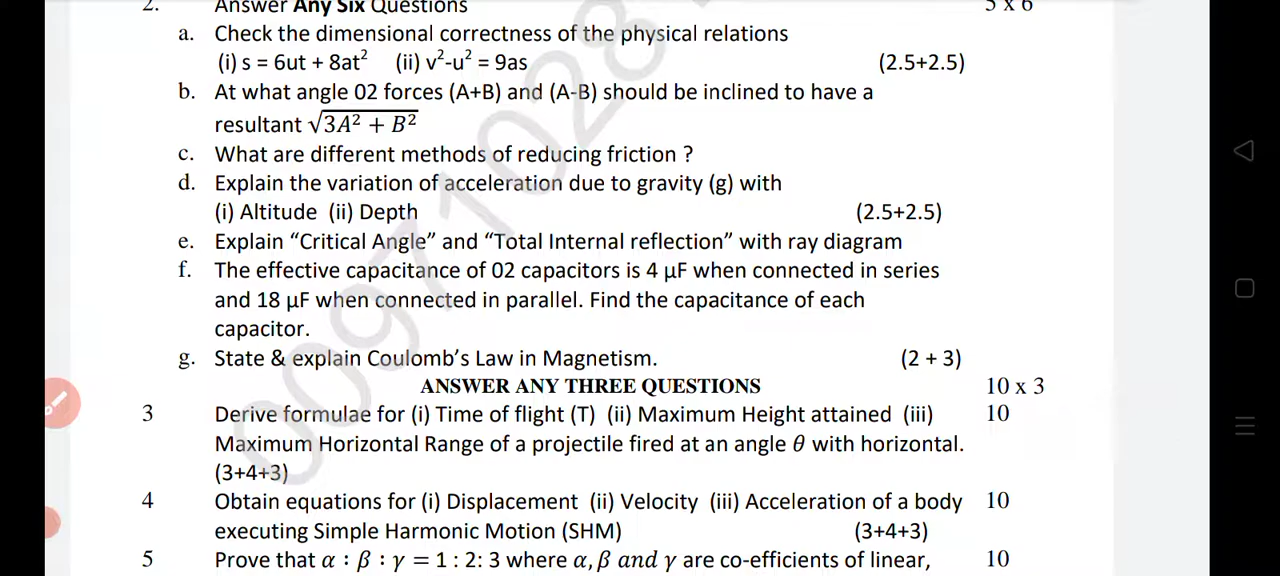 2. Answer Any Six Questions 5 x 6
a. Check the dimensional correctness of the physical relations
(i) s = 6ut + 8at² (ii) v²-u² = 9as (2.5+2.5)
b. At what angle 02 forces (A+B) and (A-B) should be inclined to have a
resultant √3A² + B²
c. What are different methods of reducing friction ?
d. Explain the variation of acceleration due to gravity (g) with
(i) Altitude (ii) Depth (2.5+2.5)
e. Explain “Critical Angle” and “Total Internal reflection” with ray diagram
f. The effective capacitance of 02 capacitors is 4 μF when connected in series
and 18 μF when connected in parallel. Find the capacitance of each
capacitor.
g. State & explain Coulomb’s Law in Magnetism. (2 + 3)
ANSWER ANY THREE QUESTIONS 10 x 3
3 Derive formulae for (i) Time of flight (T) (ii) Maximum Height attained (iii) 10
Maximum Horizontal Range of a projectile fired at an angle θ with horizontal.
(3+4+3)
4 Obtain equations for (i) Displacement (ii) Velocity (iii) Acceleration of a body 10
executing Simple Harmonic Motion (SHM) (3+4+3)
5 Prove that α : β : γ = 1 : 2: 3 where α, β and γ are co-efficients of linear, 10